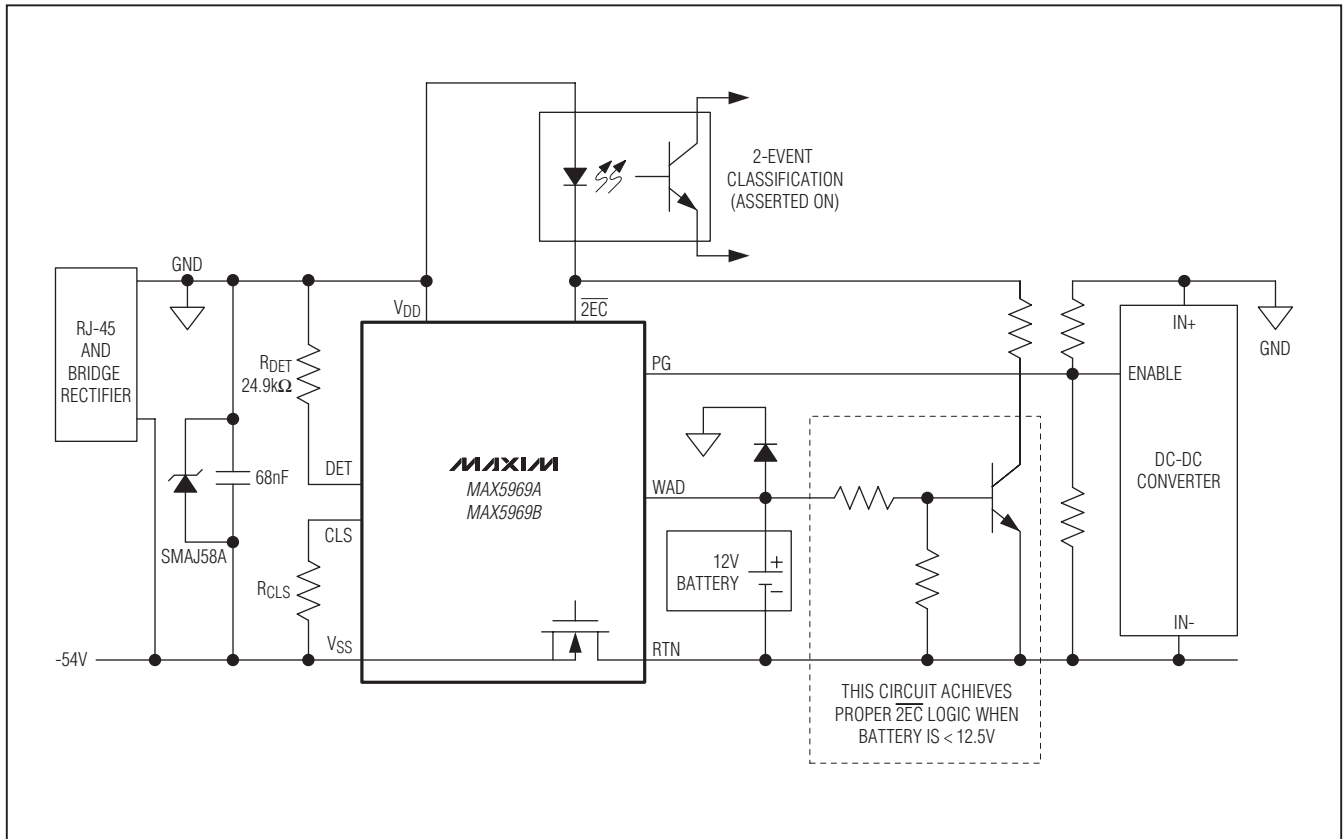 2-EVENT
CLASSIFICATION
(ASSERTED ON)
GND
RJ-45
AND
BRIDGE
RECTIFIER
VDD
2EC
IN+
GND
RDET
24.9kΩ
PG
ENABLE
68nF
DET
MAXIM
MAX5969A
MAX5969B
WAD
DC-DC
CONVERTER
SMAJ58A
CLS
12V
BATTERY
+
−
RCLS
VSS
RTN
IN-
-54V
THIS CIRCUIT ACHIEVES
PROPER 2EC LOGIC WHEN
BATTERY IS < 12.5V